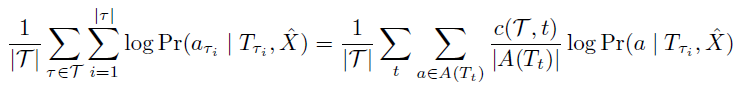 \frac{1}{|\mathcal{T}|} \sum_{\tau \in \mathcal{T}} \sum_{i=1}^{|\tau|} \log \Pr(a_{\tau_i} \mid T_{\tau_i}, \hat{X}) = \frac{1}{|\mathcal{T}|} \sum_{t} \sum_{a \in A(T_t)} \frac{c(\mathcal{T}, t)}{|A(T_t)|} \log \Pr(a \mid T_{\tau_i}, \hat{X})